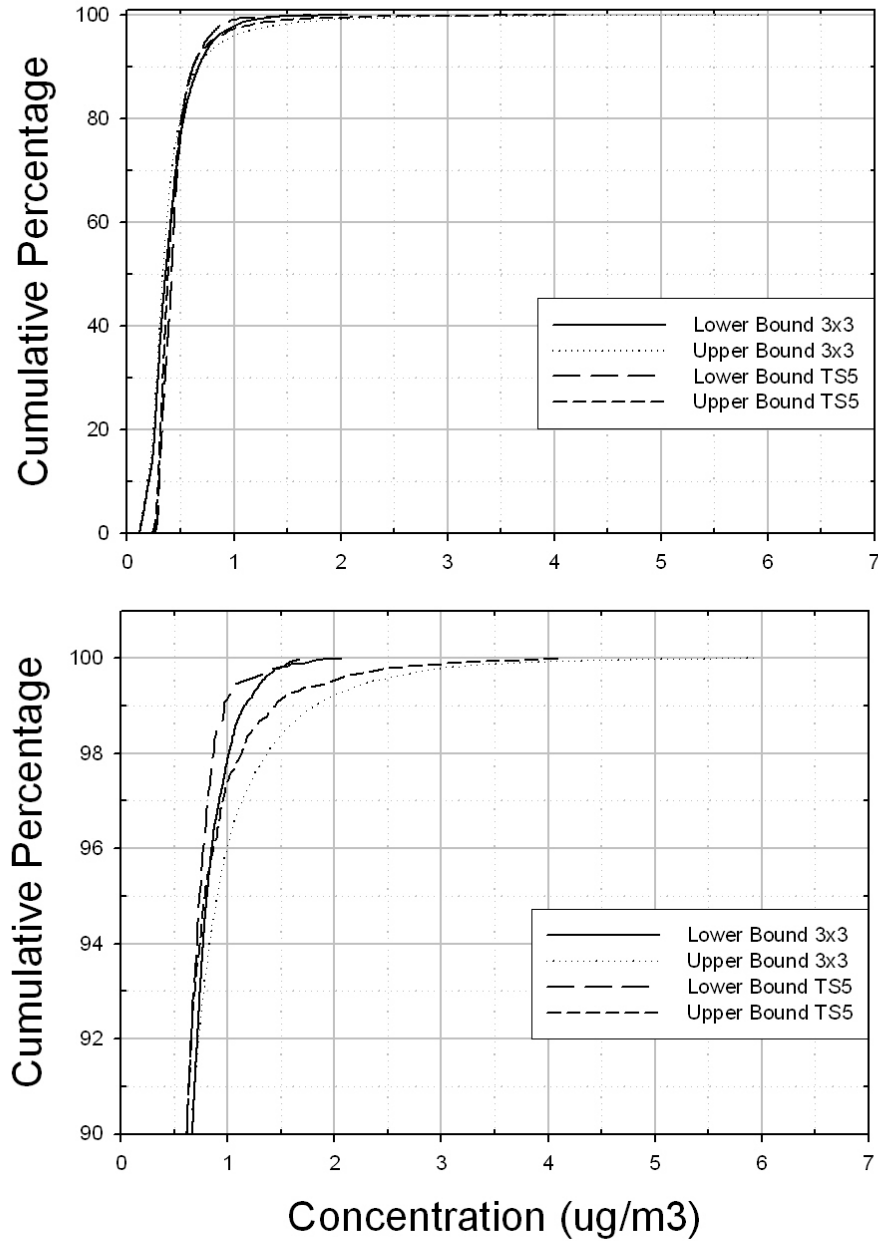 Cumulative Percentage
100
80
60
40
20
0
0 1 2 3 4 5 6 7
Lower Bound 3x3
Upper Bound 3x3
Lower Bound TS5
Upper Bound TS5
Cumulative Percentage
100
98
96
94
92
90
0 1 2 3 4 5 6 7
Lower Bound 3x3
Upper Bound 3x3
Lower Bound TS5
Upper Bound TS5
Concentration (ug/m3)